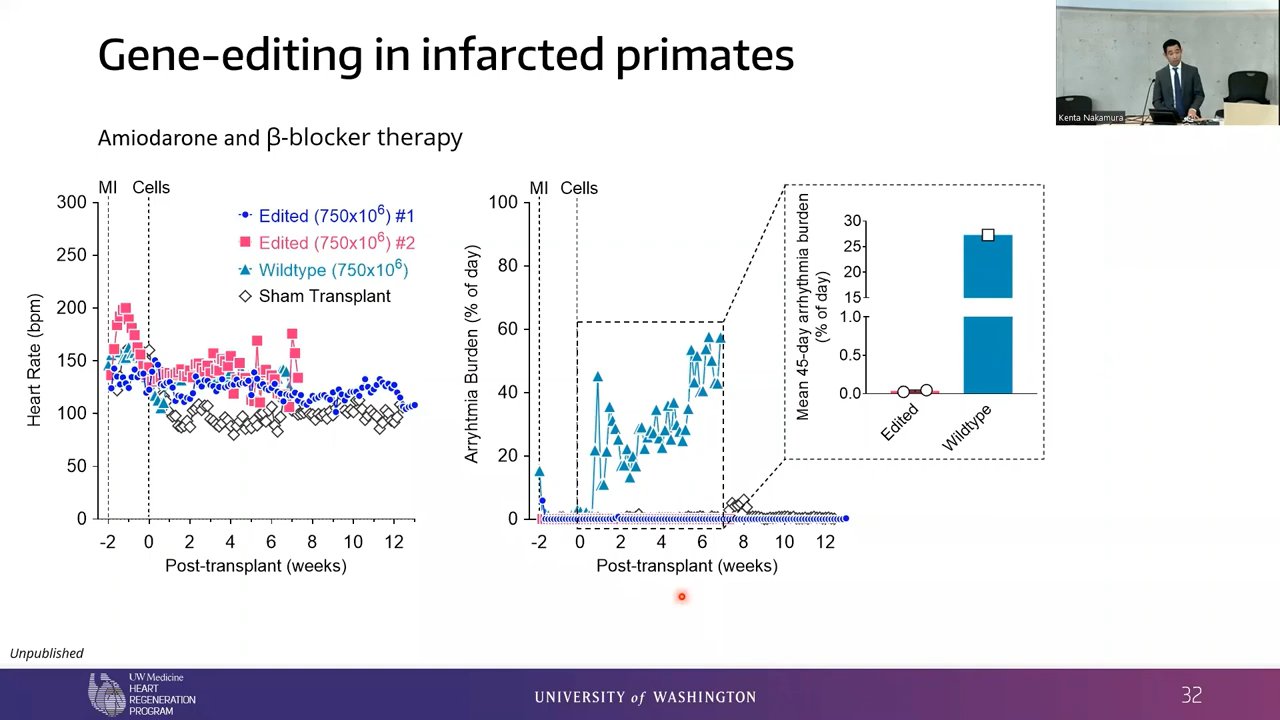 Gene-editing in infarcted primates
Kenta Nakamura
Amiodarone and β-blocker therapy
MI Cells
300
250
200
150
100
50
0
Heart Rate (bpm)
Edited (750x10⁶) #1
Edited (750x10⁶) #2
Wildtype (750x10⁶)
Sham Transplant
-2 0 2 4 6 8 10 12
Post-transplant (weeks)
MI Cells
100
80
60
40
20
0
Arryhtmia Burden (% of day)
-2 0 2 4 6 8 10 12
Post-transplant (weeks)
Mean 45-day arrhythmia burden
(% of day)
30
25
20
15
1.0
0.5
0.0
Edited
Wildtype
Unpublished
UW Medicine
HEART
REGENERATION
PROGRAM
UNIVERSITY of WASHINGTON
32